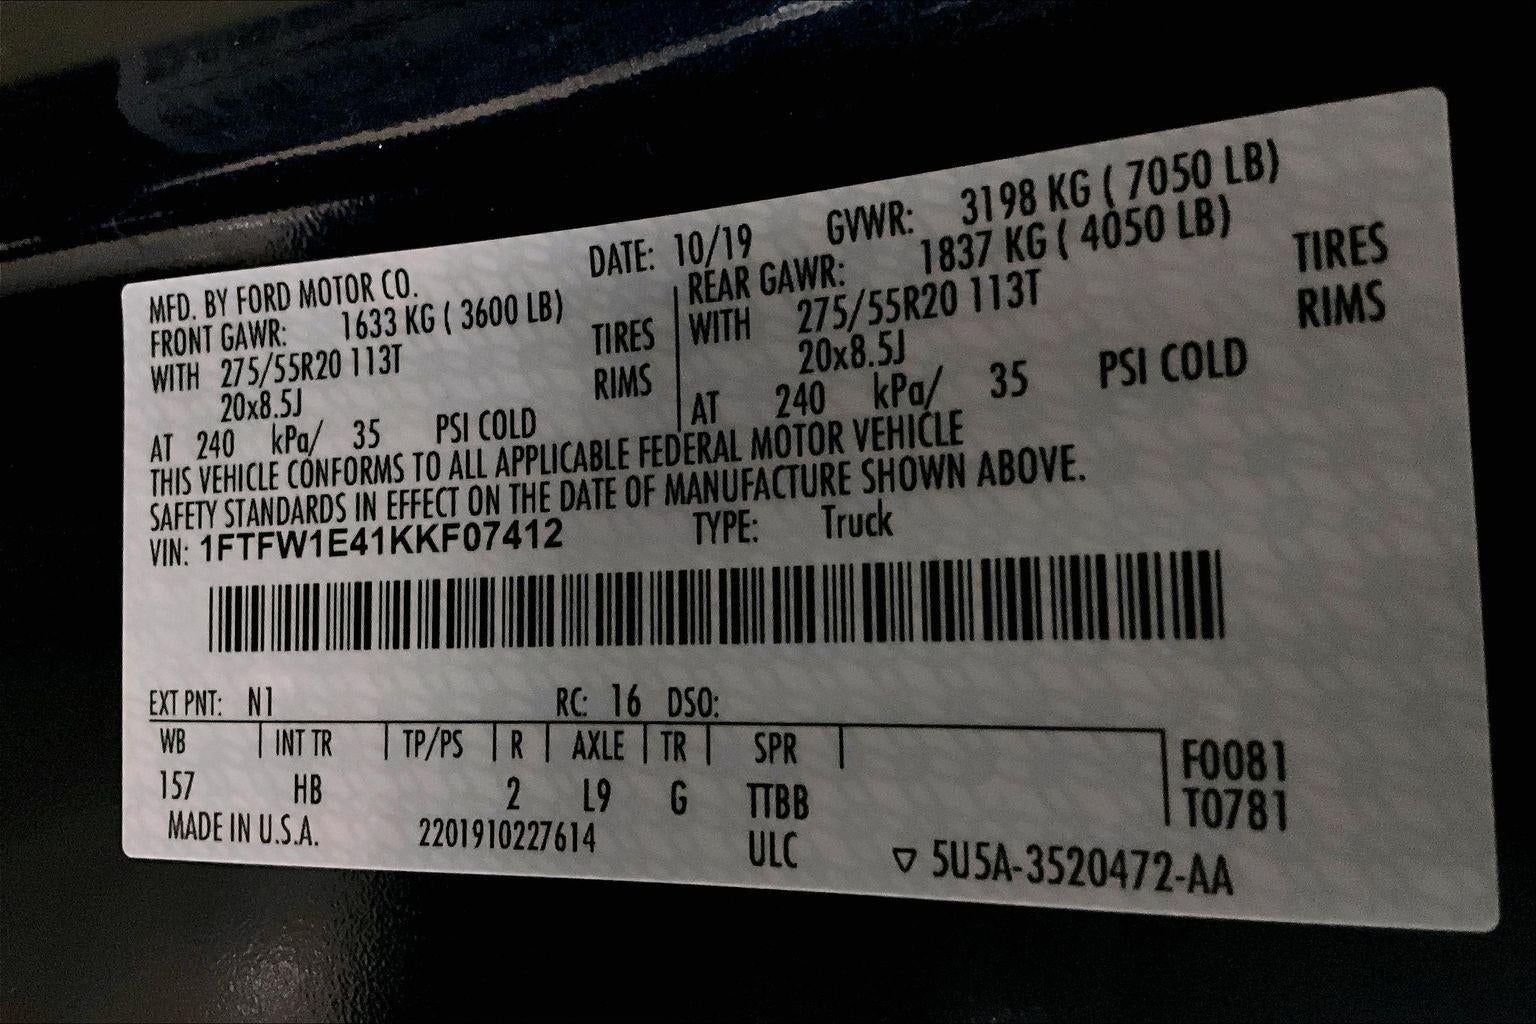 MFD. BY FORD MOTOR CO. DATE: 10/19 GVWR: 3198 KG ( 7050 LB)
FRONT GAWR: 1633 KG ( 3600 LB) REAR GAWR: 1837 KG ( 4050 LB)
WITH 275/55R20 113T TIRES WITH 275/55R20 113T TIRES
20x8.5J RIMS 20x8.5J RIMS
AT 240 kPa/ 35 PSI COLD AT 240 kPa/ 35 PSI COLD
THIS VEHICLE CONFORMS TO ALL APPLICABLE FEDERAL MOTOR VEHICLE
SAFETY STANDARDS IN EFFECT ON THE DATE OF MANUFACTURE SHOWN ABOVE.
VIN: 1FTFW1E41KKF07412 TYPE: Truck
EXT PNT: N1 RC: 16 DSO:
WB INT TR TP/PS R AXLE TR SPR F0081
157 HB 2 L9 G TTBB T0781
MADE IN U.S.A. 2201910227614 ULC ▽ 5U5A-3520472-AA